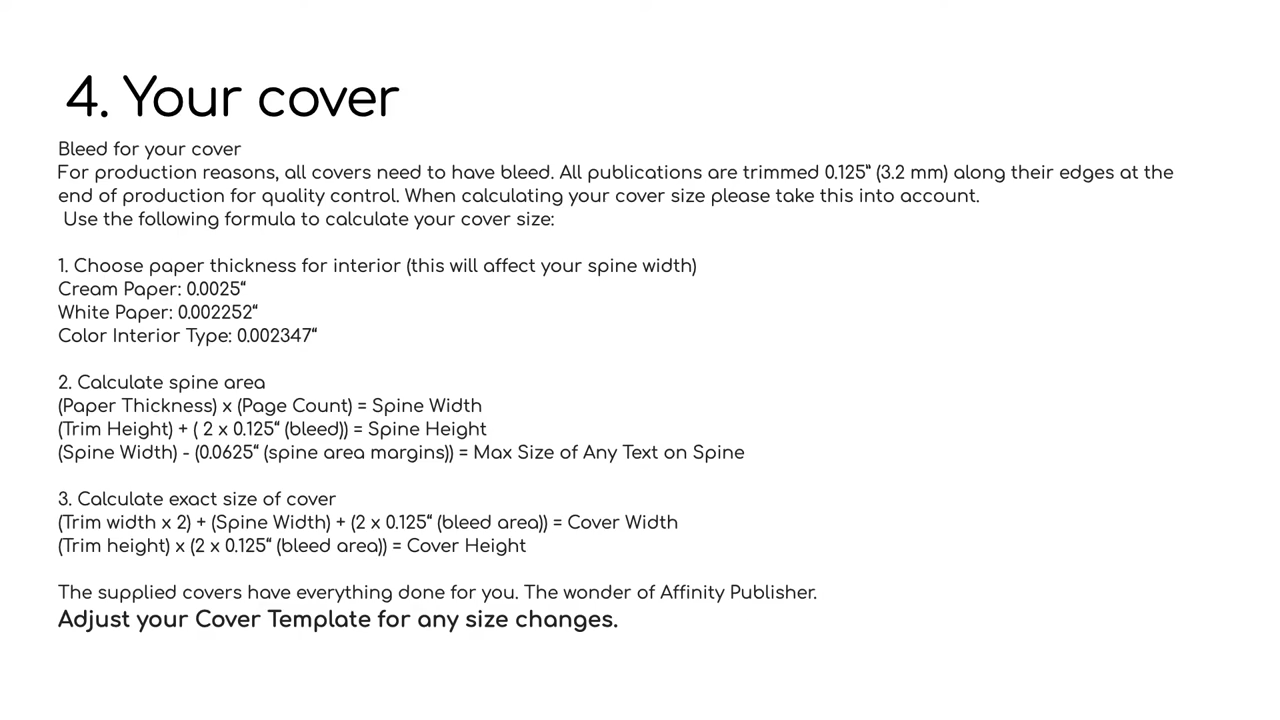 4. Your cover
Bleed for your cover
For production reasons, all covers need to have bleed. All publications are trimmed 0.125” (3.2 mm) along their edges at the
end of production for quality control. When calculating your cover size please take this into account.
Use the following formula to calculate your cover size:
1. Choose paper thickness for interior (this will affect your spine width)
Cream Paper: 0.0025“
White Paper: 0.002252“
Color Interior Type: 0.002347“
2. Calculate spine area
(Paper Thickness) x (Page Count) = Spine Width
(Trim Height) + ( 2 x 0.125“ (bleed)) = Spine Height
(Spine Width) - (0.0625“ (spine area margins)) = Max Size of Any Text on Spine
3. Calculate exact size of cover
(Trim width x 2) + (Spine Width) + (2 x 0.125“ (bleed area)) = Cover Width
(Trim height) x (2 x 0.125“ (bleed area)) = Cover Height
The supplied covers have everything done for you. The wonder of Affinity Publisher.
Adjust your Cover Template for any size changes.